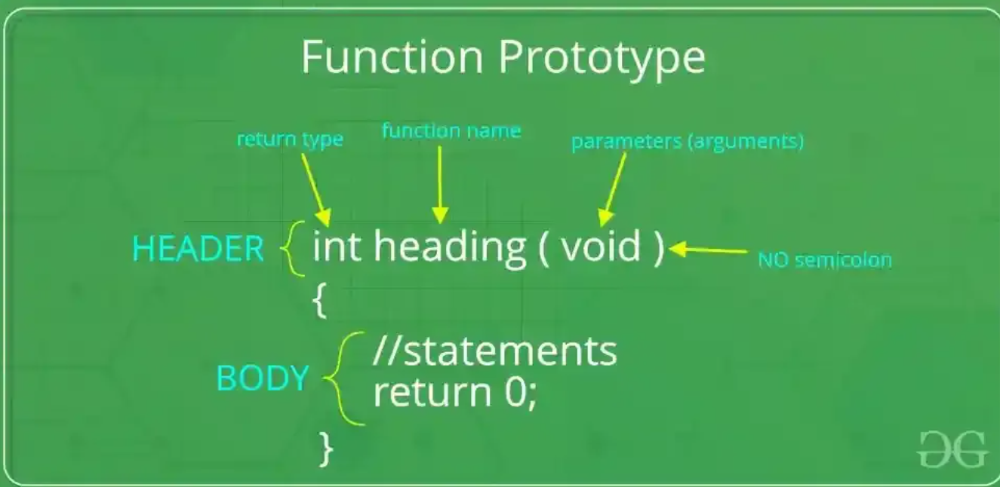 Function Prototype
return type
function name
parameters (arguments)
HEADER
int heading ( void )
NO semicolon
{
//statements
BODY
return 0;
}
GG